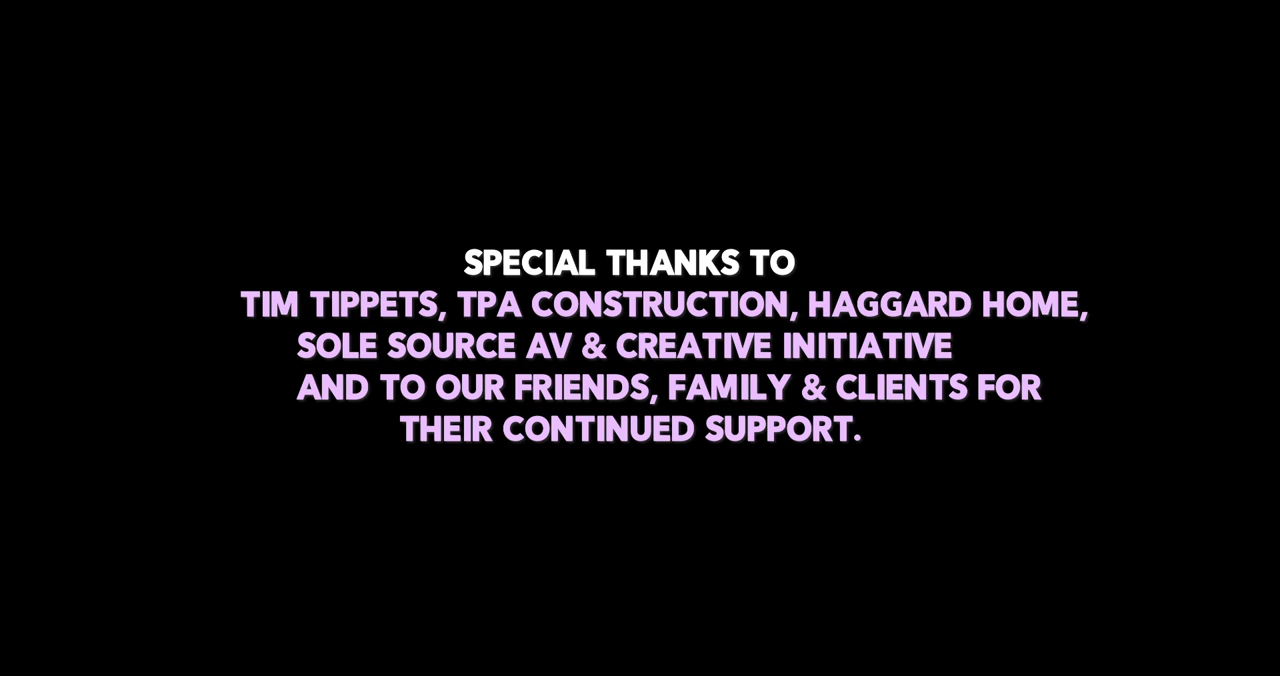 SPECIAL THANKS TO
TIM TIPPETS, TPA CONSTRUCTION, HAGGARD HOME,
SOLE SOURCE AV & CREATIVE INITIATIVE
AND TO OUR FRIENDS, FAMILY & CLIENTS FOR
THEIR CONTINUED SUPPORT.